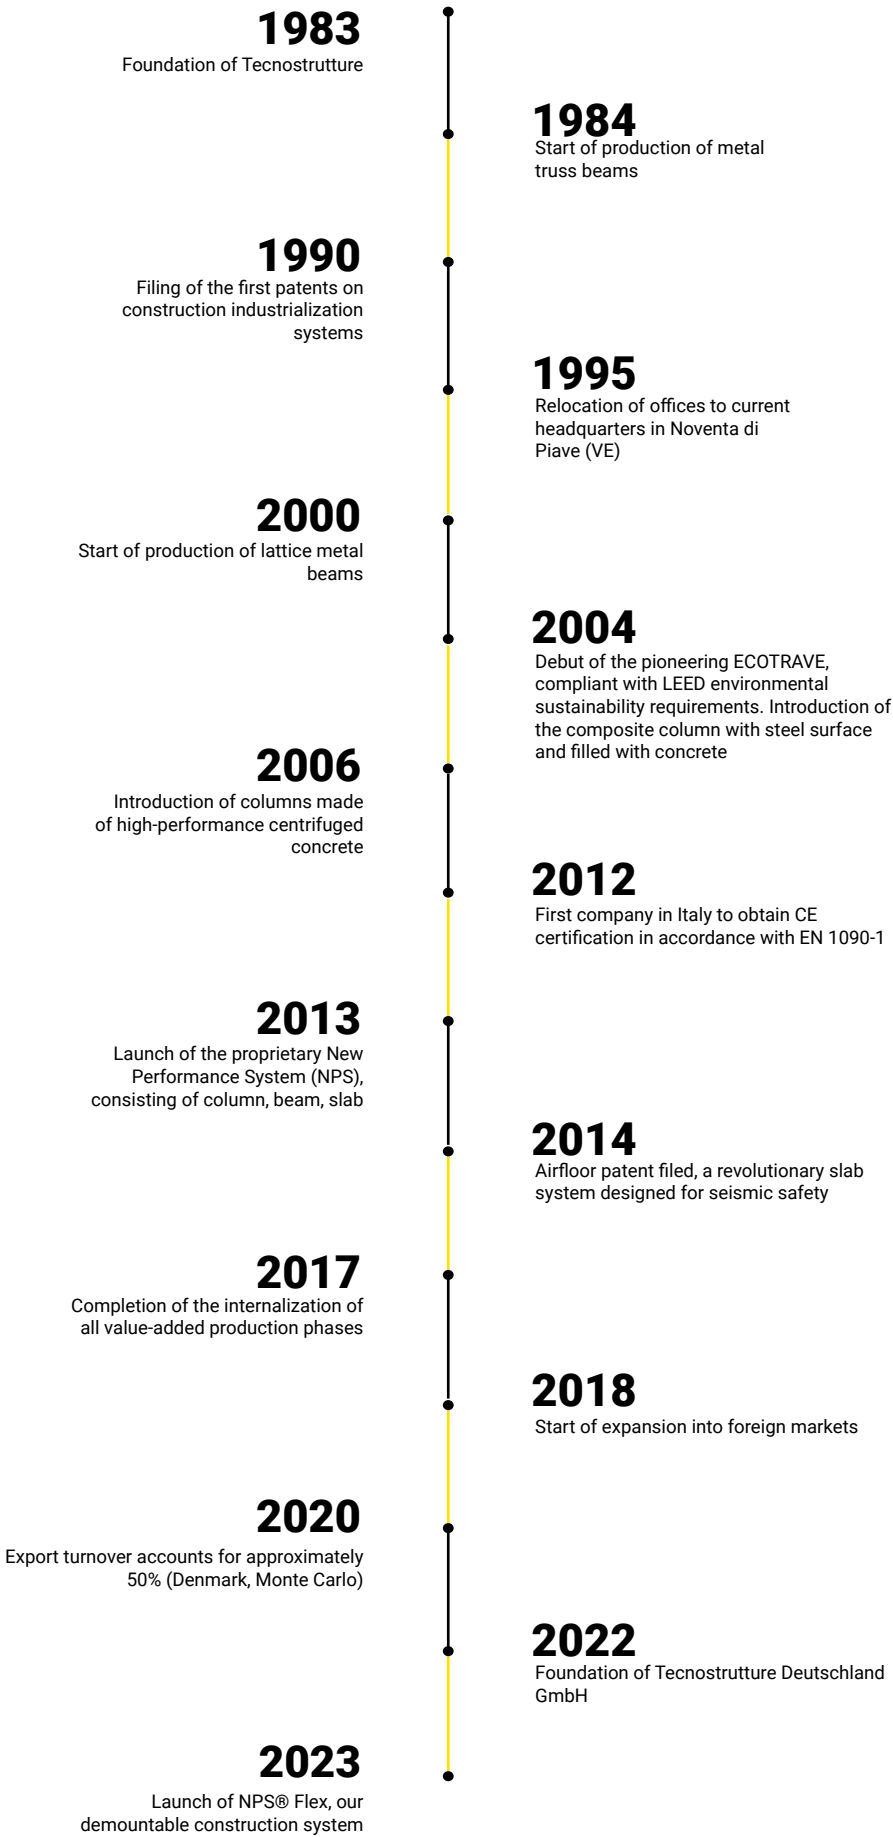 1983
Foundation of Tecnostrutture
1984
Start of production of metal
truss beams
1990
Filing of the first patents on
construction industrialization
systems
1995
Relocation of offices to current
headquarters in Noventa di
Piave (VE)
2000
Start of production of lattice metal
beams
2004
Debut of the pioneering ECOTRAVE,
compliant with LEED environmental
sustainability requirements. Introduction of
the composite column with steel surface
and filled with concrete
2006
Introduction of columns made
of high-performance centrifuged
concrete
2012
First company in Italy to obtain CE
certification in accordance with EN 1090-1
2013
Launch of the proprietary New
Performance System (NPS),
consisting of column, beam, slab
2014
Airfloor patent filed, a revolutionary slab
system designed for seismic safety
2017
Completion of the internalization of
all value-added production phases
2018
Start of expansion into foreign markets
2020
Export turnover accounts for approximately
50% (Denmark, Monte Carlo)
2022
Foundation of Tecnostrutture Deutschland
GmbH
2023
Launch of NPS® Flex, our
demountable construction system